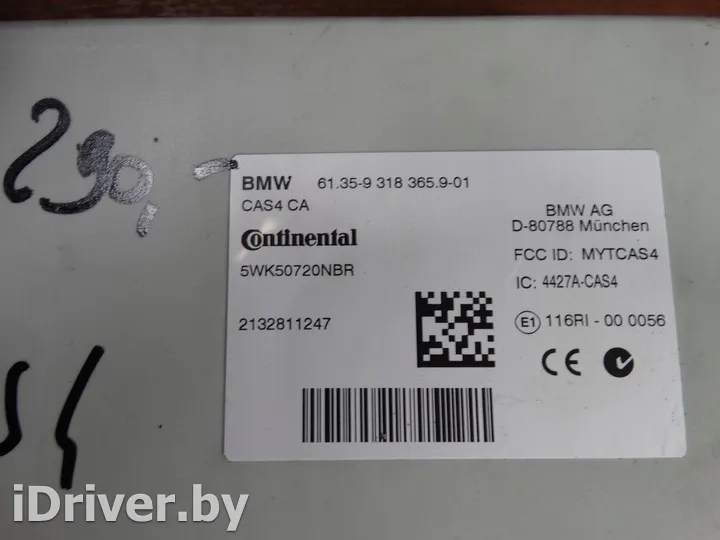 290,-
BMW 61.35-9 318 365.9-01
CAS4 CA
Continental
5WK50720NBR
2132811247
BMW AG
D-80788 München
FCC ID: MYTCAS4
IC: 4427A-CAS4
E1 116RI - 00 0056
CE
iDriver.by